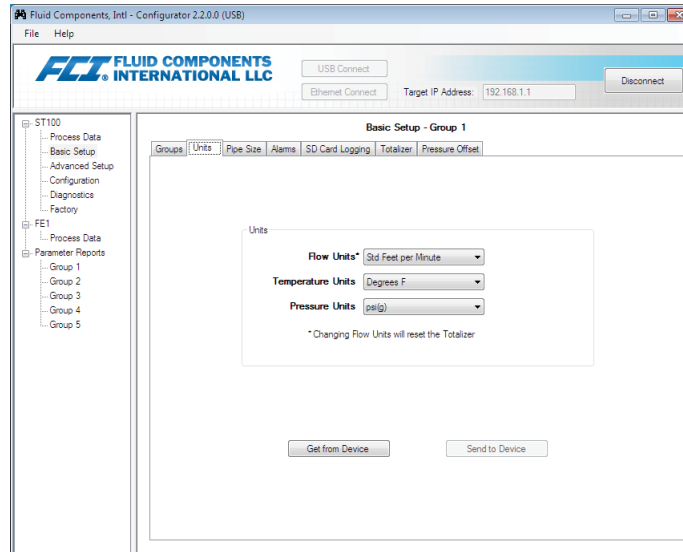 Fluid Components, Intl - Configurator 2.2.0.0 (USB)
File Help
FCI FLUID COMPONENTS
® INTERNATIONAL LLC
USB Connect
Ethernet Connect Target IP Address: 192.168.1.1
Disconnect
ST100
Process Data
Basic Setup
Advanced Setup
Configuration
Diagnostics
Factory
FE1
Process Data
Parameter Reports
Group 1
Group 2
Group 3
Group 4
Group 5
Basic Setup - Group 1
Groups Units Pipe Size Alarms SD Card Logging Totalizer Pressure Offset
Units
Flow Units* Std Feet per Minute
Temperature Units Degrees F
Pressure Units psi(g)
* Changing Flow Units will reset the Totalizer
Get from Device Send to Device